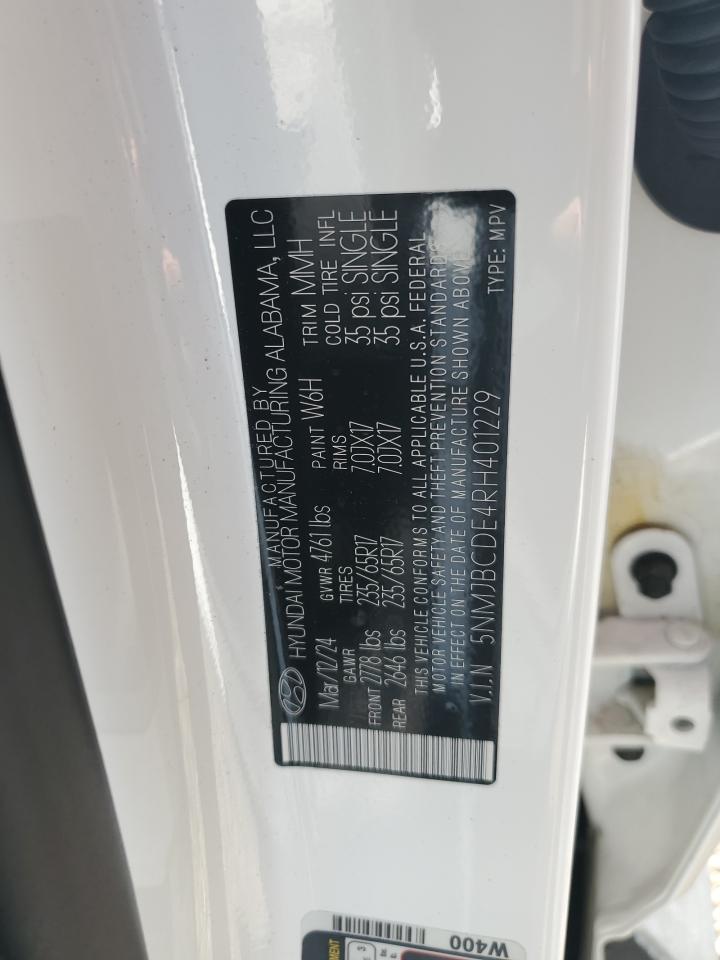 MANUFACTURED BY
HYUNDAI MOTOR MANUFACTURING ALABAMA, LLC
Mar/12/24 GVWR 4761 lbs PAINT W6H TRIM MMH
GAWR TIRES RIMS COLD TIRE INFL
FRONT 2778 lbs 235/65R17 7.0JX17 35 psi SINGLE
REAR 2646 lbs 235/65R17 7.0JX17 35 psi SINGLE
THIS VEHICLE CONFORMS TO ALL APPLICABLE U.S.A. FEDERAL
MOTOR VEHICLE SAFETY AND THEFT PREVENTION STANDARDS
IN EFFECT ON THE DATE OF MANUFACTURE SHOWN ABOVE
V.I.N 5NMJBCDE4RH401229 TYPE: MPV
W400